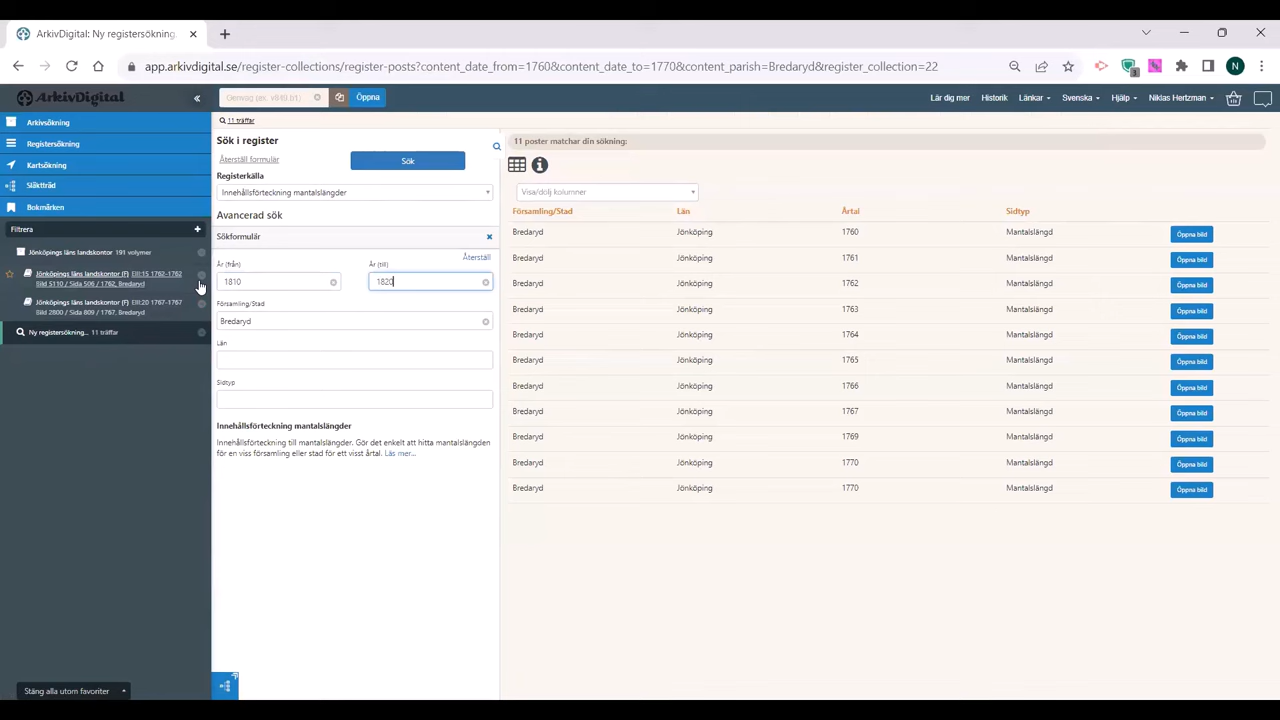 ArkivDigital: Ny registersökning.
app.arkivdigital.se/register-collections/register-posts?content_date_from=1760&content_date_to=1770&content_parish=Bredaryd&register_collection=22
N
ArkivDigital
Genväg (ex. v849.b1)
Öppna
Lär dig mer
Historik
Länkar
Svenska
Hjälp
Niklas Hertzman
Arkivsökning
Registersökning
Kartsökning
Släktträd
Bokmärken
Filtrera
Jönköpings läns landskontor 191 volymer
Jönköpings läns landskontor (F) EIII:15 1762-1762
Bild 5110 / Sida 506 / 1762, Bredaryd
Jönköpings läns landskontor (F) EIII:20 1767-1767
Bild 2800 / Sida 809 / 1767, Bredaryd
Ny registersökning... 11 träffar
Stäng alla utom favoriter
11 träffar
Sök i register
Återställ formulär
Sök
Registerkälla
Innehållsförteckning mantalslängder
Avancerad sök
Sökformulär
Återställ
År (från)
År (till)
1810
1820
Församling/Stad
Bredaryd
Län
Sidtyp
Innehållsförteckning mantalslängder
Innehållsförteckning till mantalslängder. Gör det enkelt att hitta mantalslängden
för en viss församling eller stad för ett visst årtal. Läs mer...
11 poster matchar din sökning:
Visa/dölj kolumner
Församling/Stad Län Årtal Sidtyp
Bredaryd Jönköping 1760 Mantalslängd Öppna bild
Bredaryd Jönköping 1761 Mantalslängd Öppna bild
Bredaryd Jönköping 1762 Mantalslängd Öppna bild
Bredaryd Jönköping 1763 Mantalslängd Öppna bild
Bredaryd Jönköping 1764 Mantalslängd Öppna bild
Bredaryd Jönköping 1765 Mantalslängd Öppna bild
Bredaryd Jönköping 1766 Mantalslängd Öppna bild
Bredaryd Jönköping 1767 Mantalslängd Öppna bild
Bredaryd Jönköping 1769 Mantalslängd Öppna bild
Bredaryd Jönköping 1770 Mantalslängd Öppna bild
Bredaryd Jönköping 1770 Mantalslängd Öppna bild